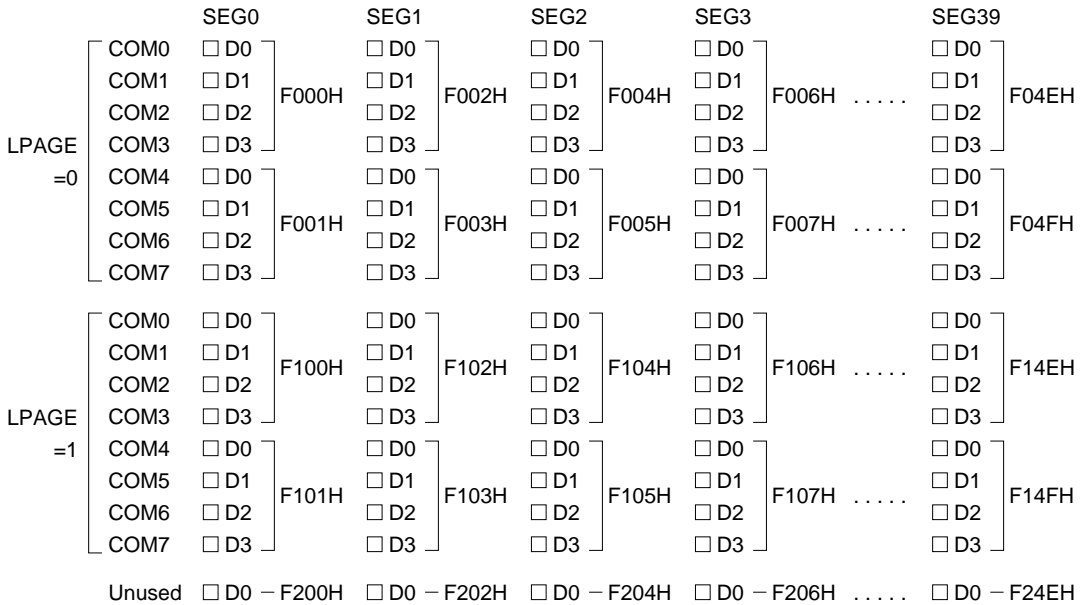 SEG0 SEG1 SEG2 SEG3 SEG39
COM0 □ D0 □ D0 □ D0 □ D0 □ D0
COM1 □ D1 □ D1 □ D1 □ D1 □ D1
F000H F002H F004H F006H ..... F04EH
COM2 □ D2 □ D2 □ D2 □ D2 □ D2
LPAGE COM3 □ D3 □ D3 □ D3 □ D3 □ D3
=0 COM4 □ D0 □ D0 □ D0 □ D0 □ D0
COM5 □ D1 □ D1 □ D1 □ D1 □ D1
F001H F003H F005H F007H ..... F04FH
COM6 □ D2 □ D2 □ D2 □ D2 □ D2
COM7 □ D3 □ D3 □ D3 □ D3 □ D3
COM0 □ D0 □ D0 □ D0 □ D0 □ D0
COM1 □ D1 □ D1 □ D1 □ D1 □ D1
F100H F102H F104H F106H ..... F14EH
COM2 □ D2 □ D2 □ D2 □ D2 □ D2
LPAGE COM3 □ D3 □ D3 □ D3 □ D3 □ D3
=1 COM4 □ D0 □ D0 □ D0 □ D0 □ D0
COM5 □ D1 □ D1 □ D1 □ D1 □ D1
F101H F103H F105H F107H ..... F14FH
COM6 □ D2 □ D2 □ D2 □ D2 □ D2
COM7 □ D3 □ D3 □ D3 □ D3 □ D3
Unused □ D0 – F200H □ D0 – F202H □ D0 – F204H □ D0 – F206H ..... □ D0 – F24EH